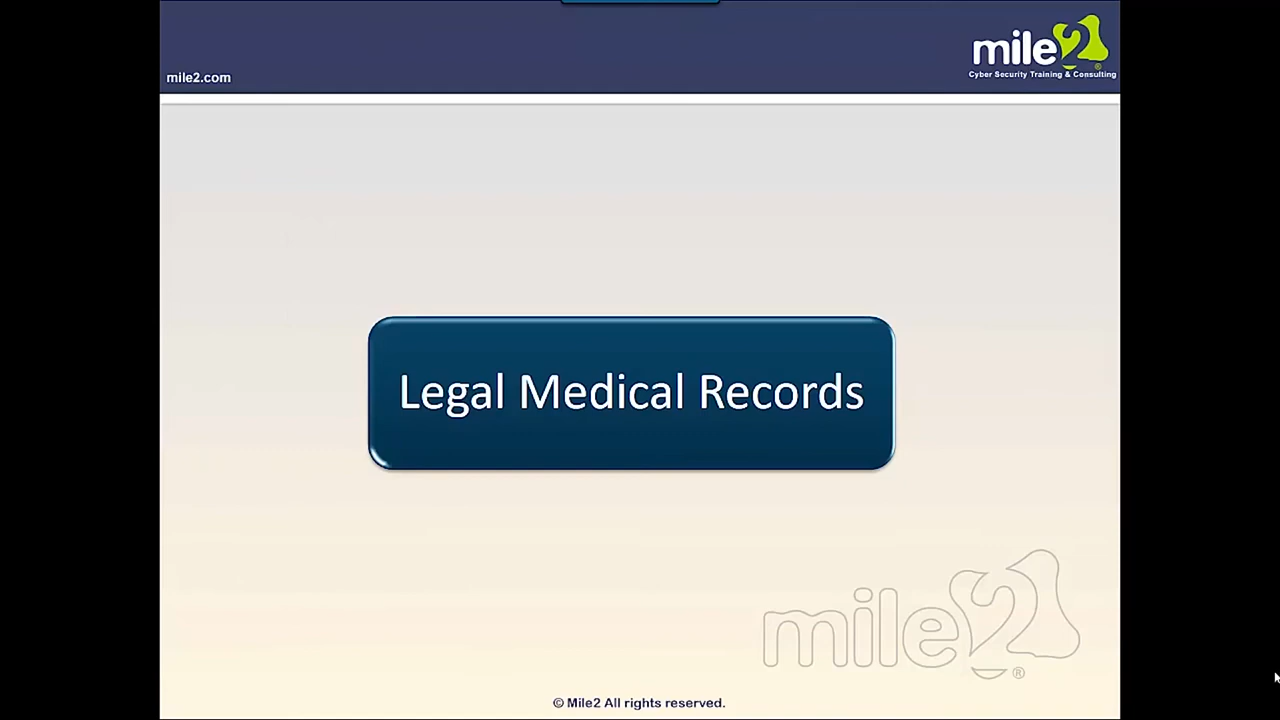 mile2.com
mile2®
Cyber Security Training & Consulting
Legal Medical Records
mile2®
© Mile2 All rights reserved.